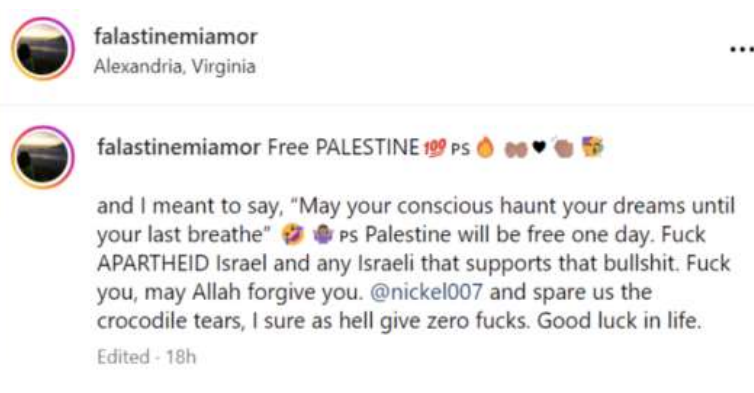 falastinemiamor
Alexandria, Virginia
falastinemiamor Free PALESTINE 💯 PS 🔥 🤲🏽 🖤 👏🏽 🥳
and I meant to say, "May your conscious haunt your dreams until
your last breathe" 🤣 🤷🏽‍♀️ PS Palestine will be free one day. Fuck
APARTHEID Israel and any Israeli that supports that bullshit. Fuck
you, may Allah forgive you. @nickel007 and spare us the
crocodile tears, I sure as hell give zero fucks. Good luck in life.
Edited · 18h